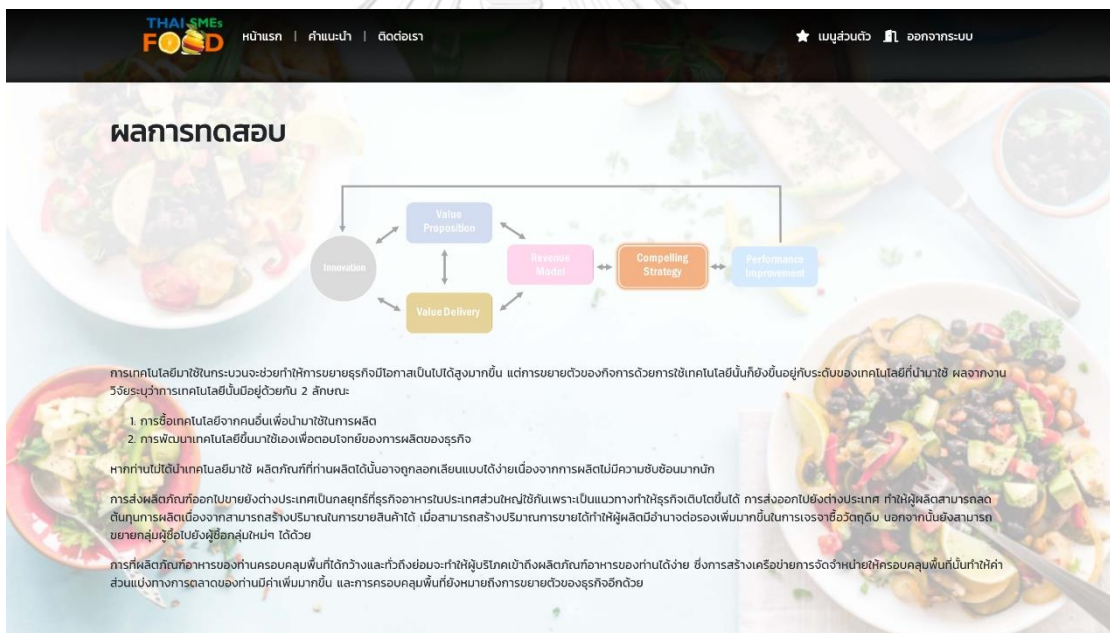 THAI SMEs
FOOD
หน้าแรก | คำแนะนำ | ติดต่อเรา
เมนูส่วนตัว ออกจากระบบ
ผลการทดสอบ
Value
Proposition
Innovation
Revenue
Model
Compelling
Strategy
Performance
Improvement
Value Delivery
การเทคโนโลยีมาใช้ในกระบวนจะช่วยทำให้การขยายธุรกิจมีโอกาสเป็นไปได้สูงมากขึ้น แต่การขยายตัวของกิจการด้วยการใช้เทคโนโลยีนั้นก็ยังขึ้นอยู่กับระดับของเทคโนโลยีที่นำมาใช้ ผลจากงาน
วิจัยระบุว่าการเทคโนโลยีนั้นมีอยู่ด้วยกัน 2 ลักษณะ
1. การซื้อเทคโนโลยีจากคนอื่นเพื่อนำมาใช้ในการผลิต
2. การพัฒนาเทคโนโลยีขึ้นมาใช้เองเพื่อตอบโจทย์ของการผลิตของธุรกิจ
หากท่านไม่ได้นำเทคโนลยีมาใช้ ผลิตภัณฑ์ที่ท่านผลิตได้นั้นอาจถูกลอกเลียนแบบได้ง่ายเนื่องจากการผลิตไม่มีความซับซ้อนมากนัก
การส่งผลิตภัณฑ์ออกไปขายยังต่างประเทศเป็นกลยุทธ์ที่ธุรกิจอาหารในประเทศส่วนใหญ่ใช้กันเพราะเป็นแนวทางทำให้ธุรกิจเติบโตขึ้นได้ การส่งออกไปยังต่างประเทศ ทำให้ผู้ผลิตสามารถลด
ต้นทุนการผลิตเนื่องจากสามารถสร้างปริมาณในการขายสินค้าได้ เมื่อสามารถสร้างปริมาณการขายได้ทำให้ผู้ผลิตมีอำนาจต่อรองเพิ่มมากขึ้นในการเจรจาซื้อวัตถุดิบ นอกจากนั้นยังสามารถ
ขยายกลุ่มผู้ซื้อไปยังผู้ซื้อกลุ่มใหม่ๆ ได้ด้วย
การที่ผลิตภัณฑ์อาหารของท่านครอบคลุมพื้นที่ได้กว้างและทั่วถึงย่อมจะทำให้ผู้บริโภคเข้าถึงผลิตภัณฑ์อาหารของท่านได้ง่าย ซึ่งการสร้างเครือข่ายการจัดจำหน่ายให้ครอบคลุมพื้นที่นั้นทำให้ค่า
ส่วนแบ่งทางการตลาดของท่านมีค่าเพิ่มมากขึ้น และการครอบคลุมพื้นที่ยังหมายถึงการขยายตัวของธุรกิจอีกด้วย